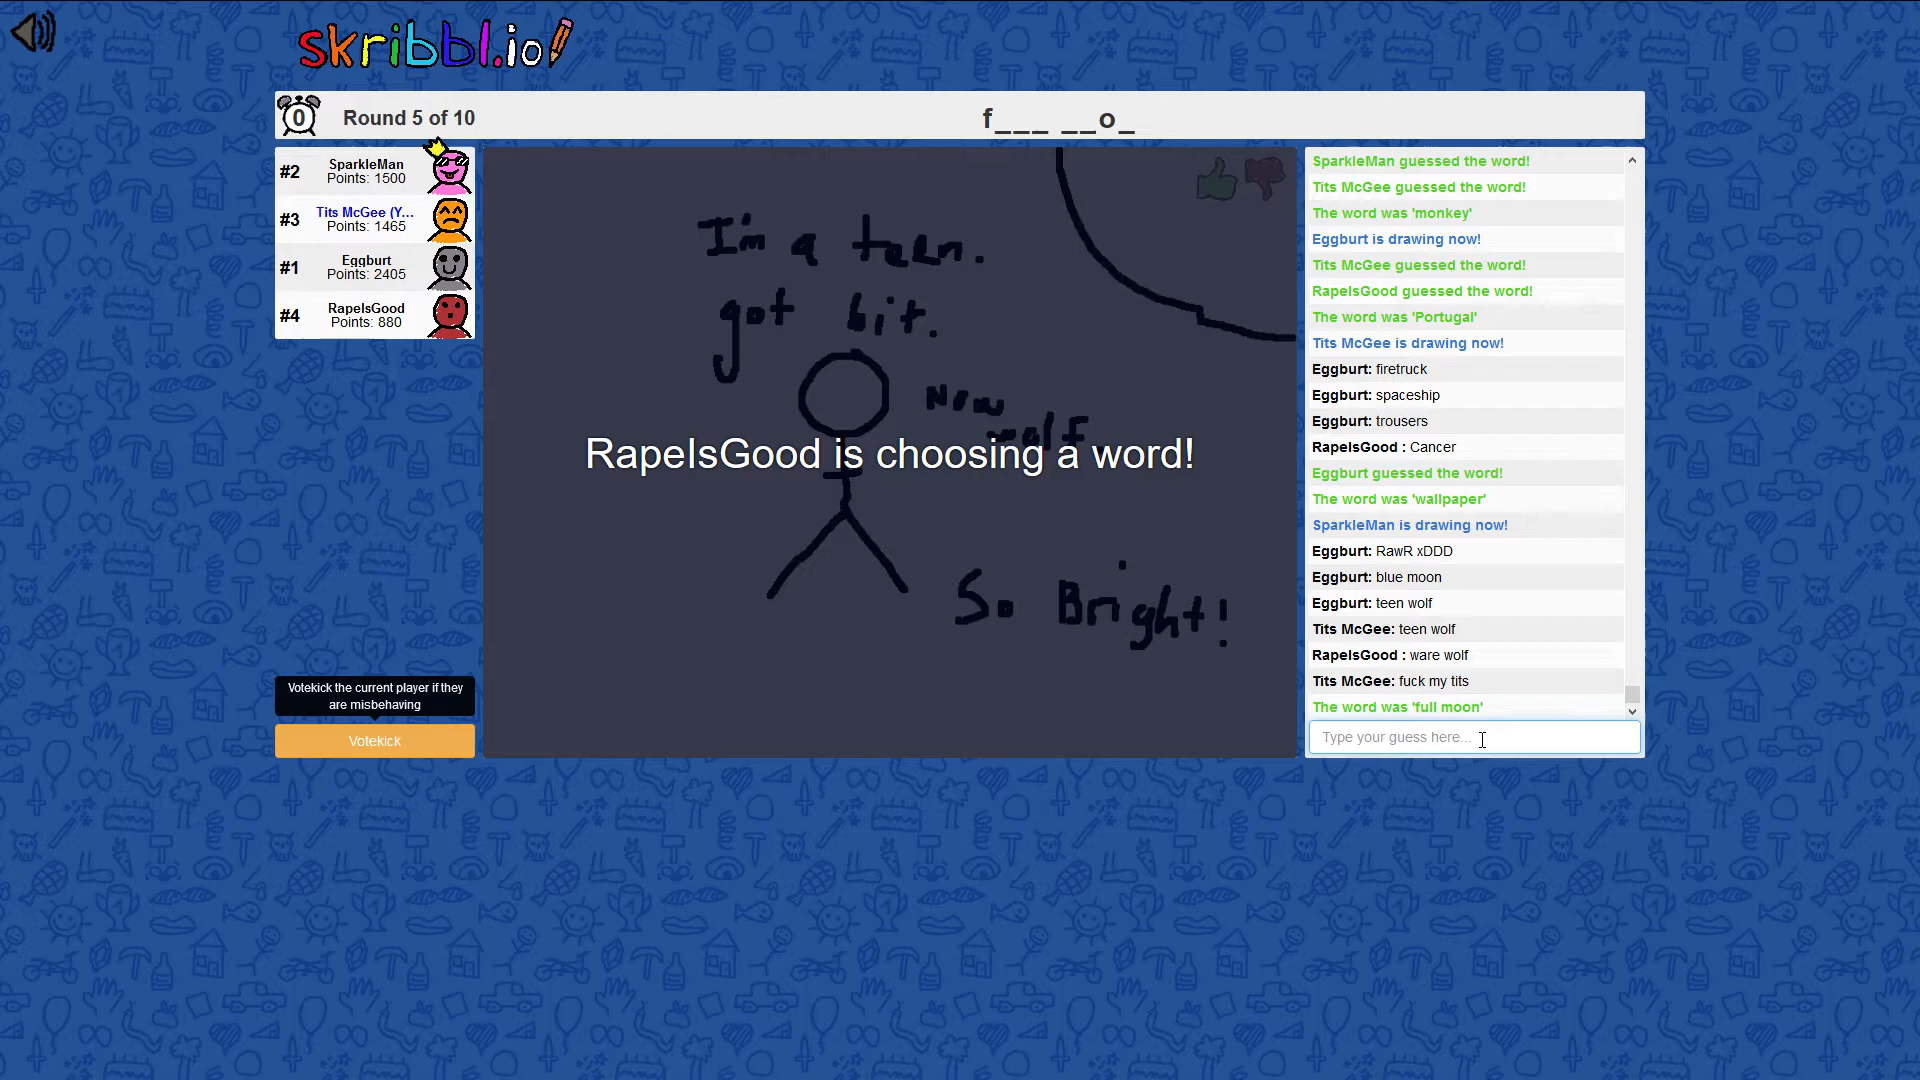 skribbl.io
0 Round 5 of 10
f___ __o_
#2 SparkleMan
Points: 1500
#3 Tits McGee (Y...
Points: 1465
#1 Eggburt
Points: 2405
#4 RapeIsGood
Points: 880
Votekick the current player if they
are misbehaving
Votekick
I'm a teen.
got bit.
Now
wolf
RapeIsGood is choosing a word!
So Bright!
SparkleMan guessed the word!
Tits McGee guessed the word!
The word was 'monkey'
Eggburt is drawing now!
Tits McGee guessed the word!
RapeIsGood guessed the word!
The word was 'Portugal'
Tits McGee is drawing now!
Eggburt: firetruck
Eggburt: spaceship
Eggburt: trousers
RapeIsGood : Cancer
Eggburt guessed the word!
The word was 'wallpaper'
SparkleMan is drawing now!
Eggburt: RawR xDDD
Eggburt: blue moon
Eggburt: teen wolf
Tits McGee: teen wolf
RapeIsGood : ware wolf
Tits McGee: fuck my tits
The word was 'full moon'
Type your guess here...